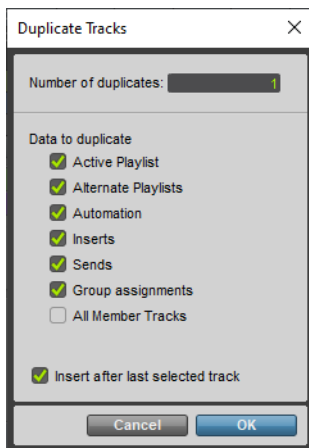 Duplicate Tracks
Number of duplicates: 1
Data to duplicate
Active Playlist
Alternate Playlists
Automation
Inserts
Sends
Group assignments
All Member Tracks
Insert after last selected track
Cancel OK